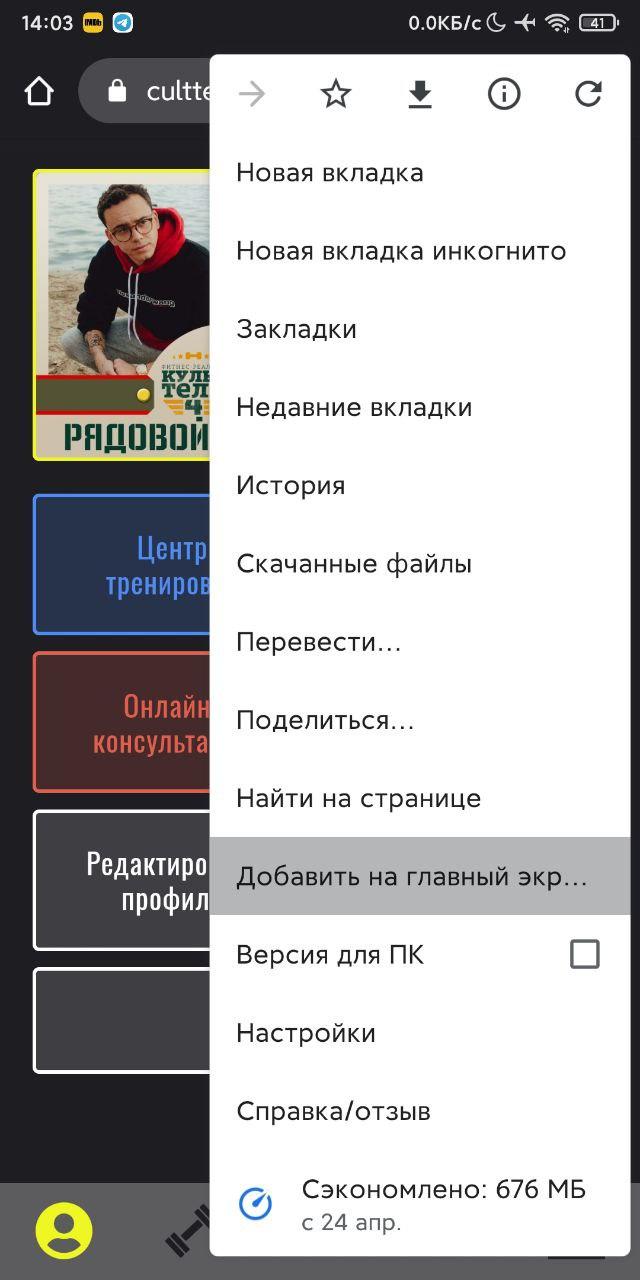 14:03
IMDb
0.0КБ/с
41
cultte
Новая вкладка
Новая вкладка инкогнито
Закладки
Недавние вкладки
История
Скачанные файлы
Перевести...
Поделиться...
Найти на странице
Добавить на главный экр...
Версия для ПК
Настройки
Справка/отзыв
Сэкономлено: 676 МБ
с 24 апр.
ФИТНЕС РЕАЛ
КУЛЬ
ТЕЛ
4
РЯДОВОЙ
Центр
трениров
Онлайн
консульта
Редактиро
профил